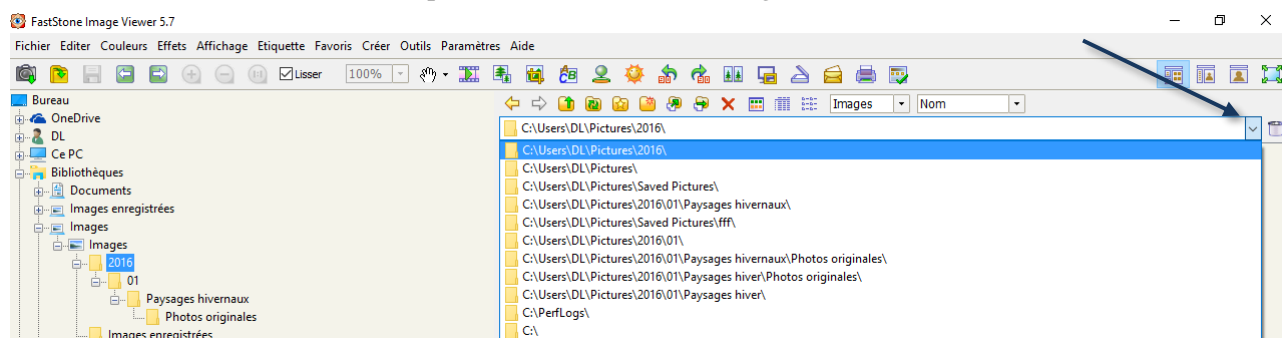 FastStone Image Viewer 5.7
Fichier Editer Couleurs Effets Affichage Etiquette Favoris Créer Outils Paramètres Aide
Lisser 100%
Images Nom
C:\Users\DL\Pictures\2016\
Bureau
OneDrive
DL
Ce PC
Bibliothèques
Documents
Images enregistrées
Images
Images
2016
01
Paysages hivernaux
Photos originales
Images enregistrées
C:\Users\DL\Pictures\2016\
C:\Users\DL\Pictures\
C:\Users\DL\Pictures\Saved Pictures\
C:\Users\DL\Pictures\2016\01\Paysages hivernaux\
C:\Users\DL\Pictures\Saved Pictures\fff\
C:\Users\DL\Pictures\2016\01\
C:\Users\DL\Pictures\2016\01\Paysages hivernaux\Photos originales\
C:\Users\DL\Pictures\2016\01\Paysages hiver\Photos originales\
C:\Users\DL\Pictures\2016\01\Paysages hiver\
C:\PerfLogs\
C:\